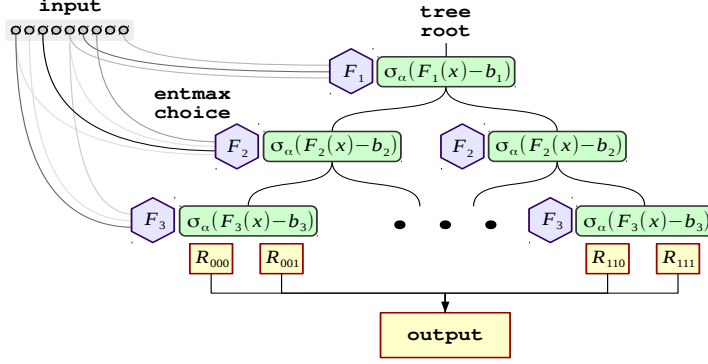 input
tree
root
F₁
σα(F₁(x)−b₁)
entmax
choice
F₂
σα(F₂(x)−b₂)
F₂
σα(F₂(x)−b₂)
F₃
σα(F₃(x)−b₃)
F₃
σα(F₃(x)−b₃)
R₀₀₀
R₀₀₁
R₁₁₀
R₁₁₁
output